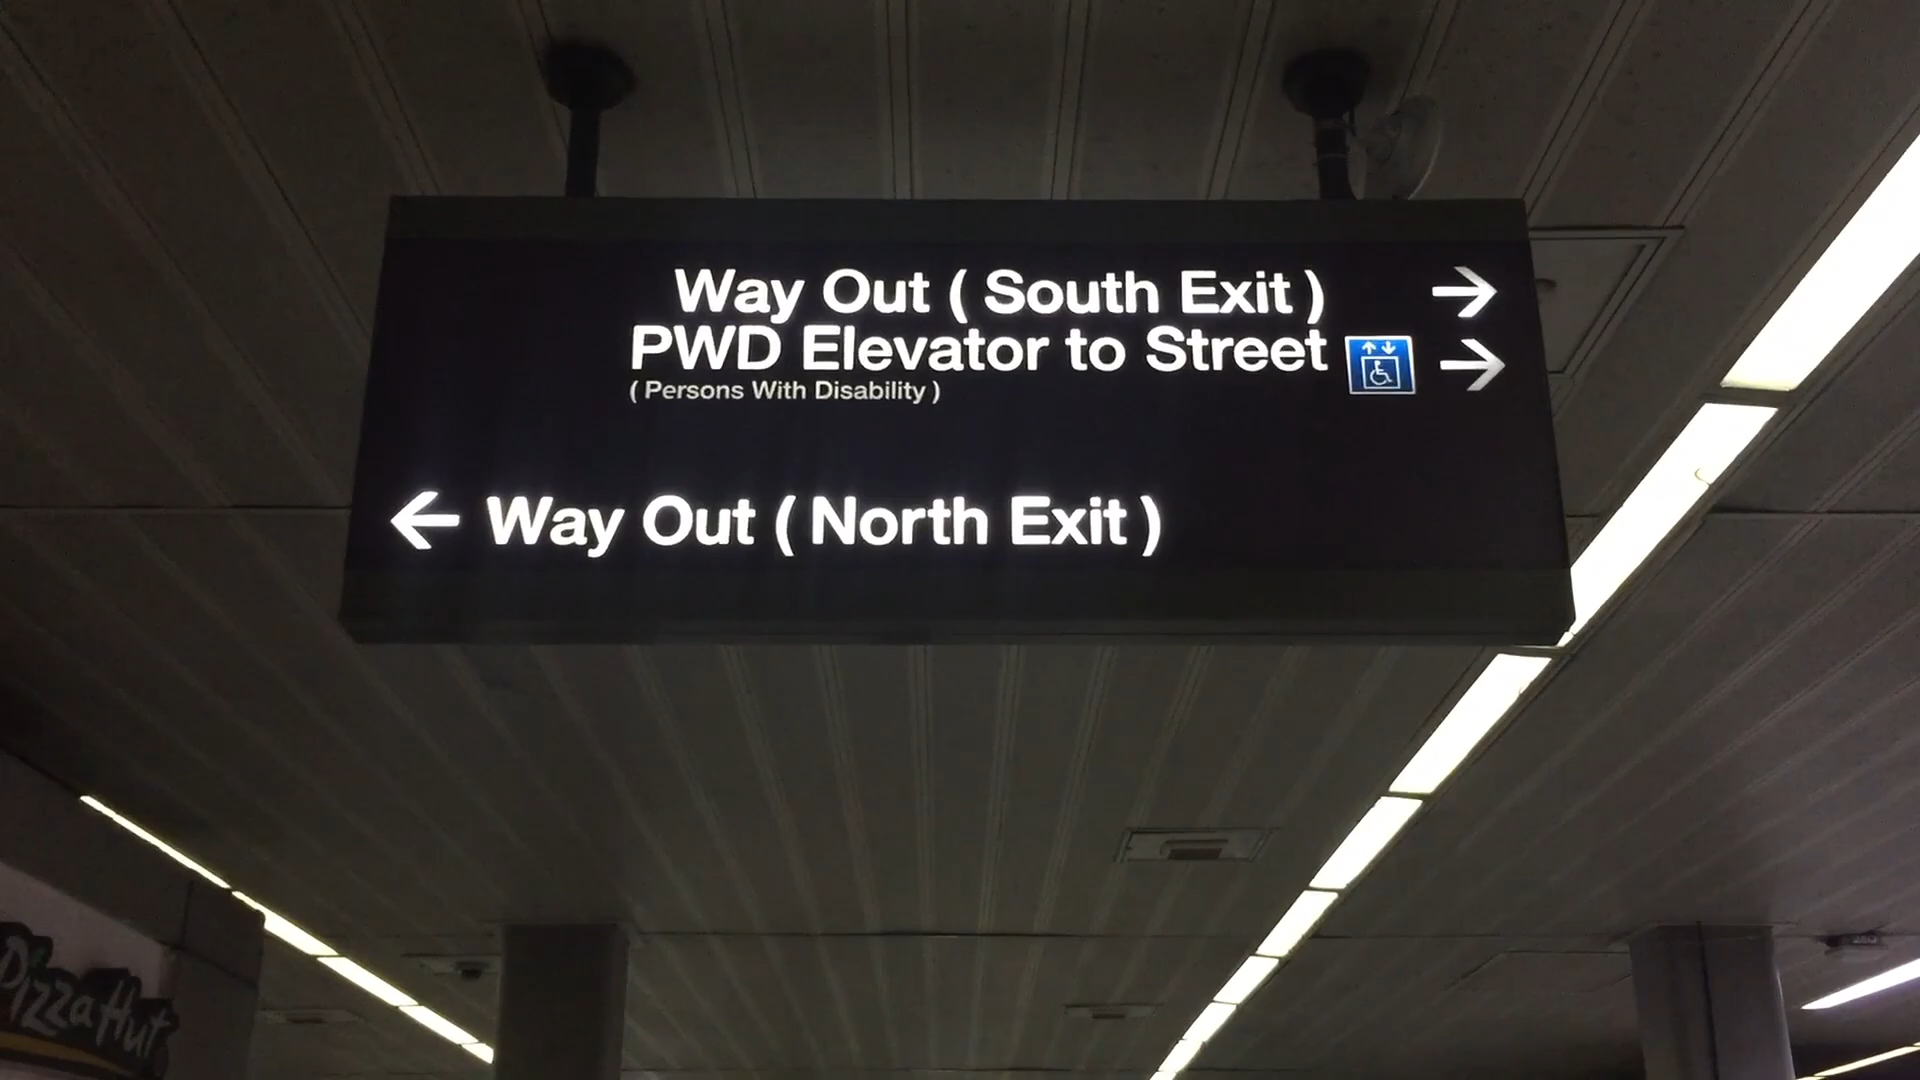 Way Out ( South Exit )
PWD Elevator to Street
( Persons With Disability )
Way Out ( North Exit )
Pizza Hut